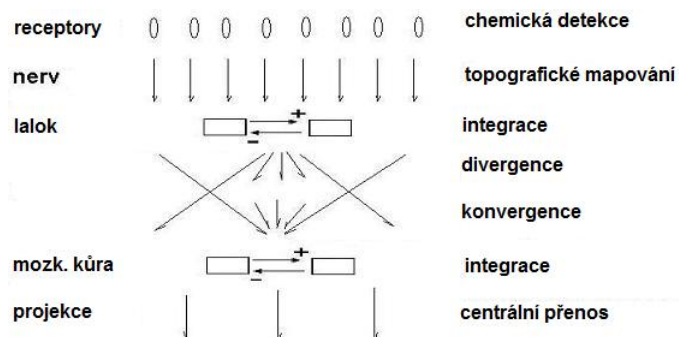 receptory chemická detekce
nerv topografické mapování
+
lalok integrace
−
divergence
konvergence
+
mozk. kůra integrace
−
projekce centrální přenos